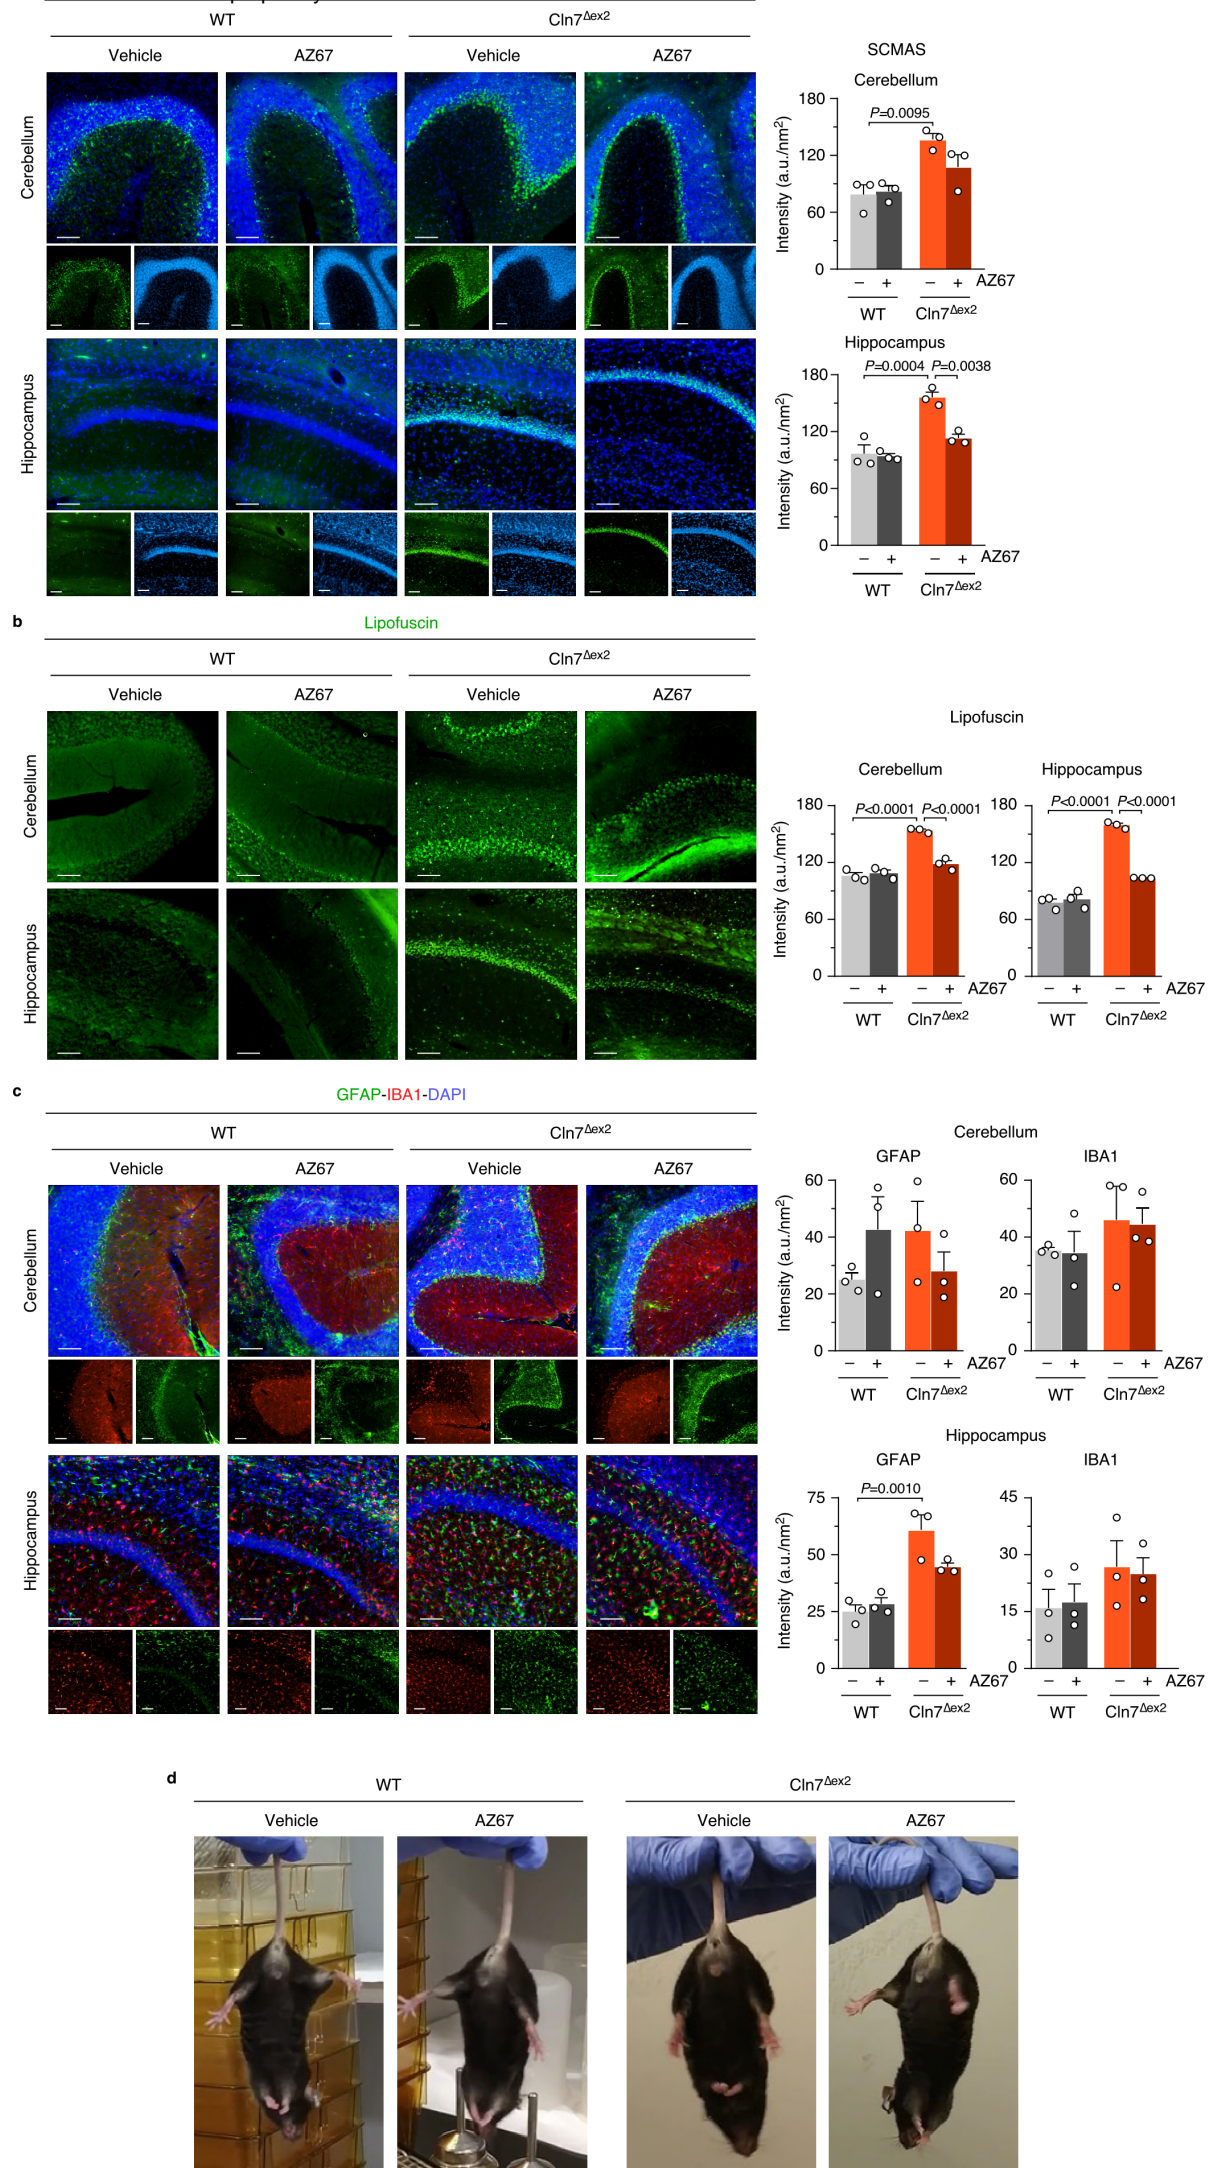 WT Cln7Δex2
Vehicle AZ67 Vehicle AZ67
Cerebellum
Hippocampus
SCMAS
Cerebellum
P=0.0095
Intensity (a.u./nm2)
180
120
60
0
– + – + AZ67
WT Cln7Δex2
Hippocampus
P=0.0004 P=0.0038
Intensity (a.u./nm2)
180
120
60
0
– + – + AZ67
WT Cln7Δex2
b
Lipofuscin
WT Cln7Δex2
Vehicle AZ67 Vehicle AZ67
Cerebellum
Hippocampus
Lipofuscin
Cerebellum Hippocampus
P<0.0001 P<0.0001 P<0.0001 P<0.0001
Intensity (a.u./nm2)
180 180
120 120
60 60
0 0
– + – + AZ67 – + – + AZ67
WT Cln7Δex2 WT Cln7Δex2
c
GFAP-IBA1-DAPI
WT Cln7Δex2
Vehicle AZ67 Vehicle AZ67
Cerebellum
Hippocampus
Cerebellum
GFAP IBA1
Intensity (a.u./nm2)
60 60
40 40
20 20
0 0
– + – + AZ67 – + – + AZ67
WT Cln7Δex2 WT Cln7Δex2
Hippocampus
GFAP IBA1
P=0.0010
Intensity (a.u./nm2)
75 45
50 30
25 15
0 0
– + – + AZ67 – + – + AZ67
WT Cln7Δex2 WT Cln7Δex2
d
WT Cln7Δex2
Vehicle AZ67 Vehicle AZ67